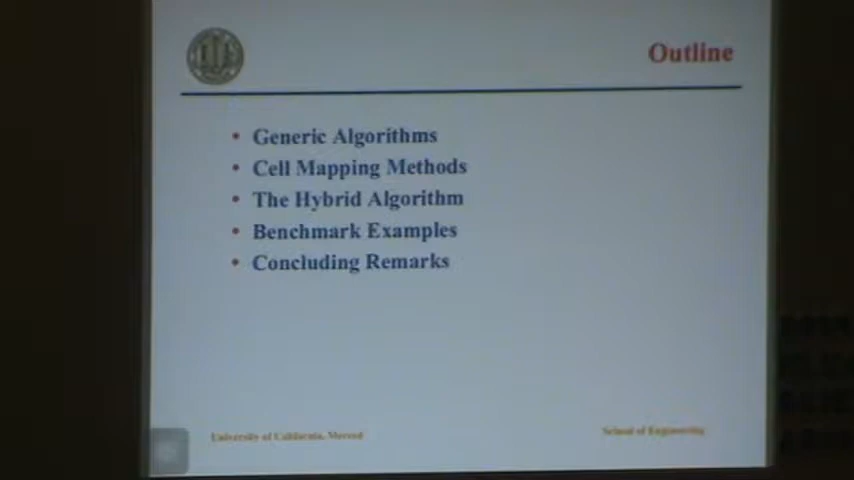 Outline
• Generic Algorithms
• Cell Mapping Methods
• The Hybrid Algorithm
• Benchmark Examples
• Concluding Remarks
University of California, Merced
School of Engineering